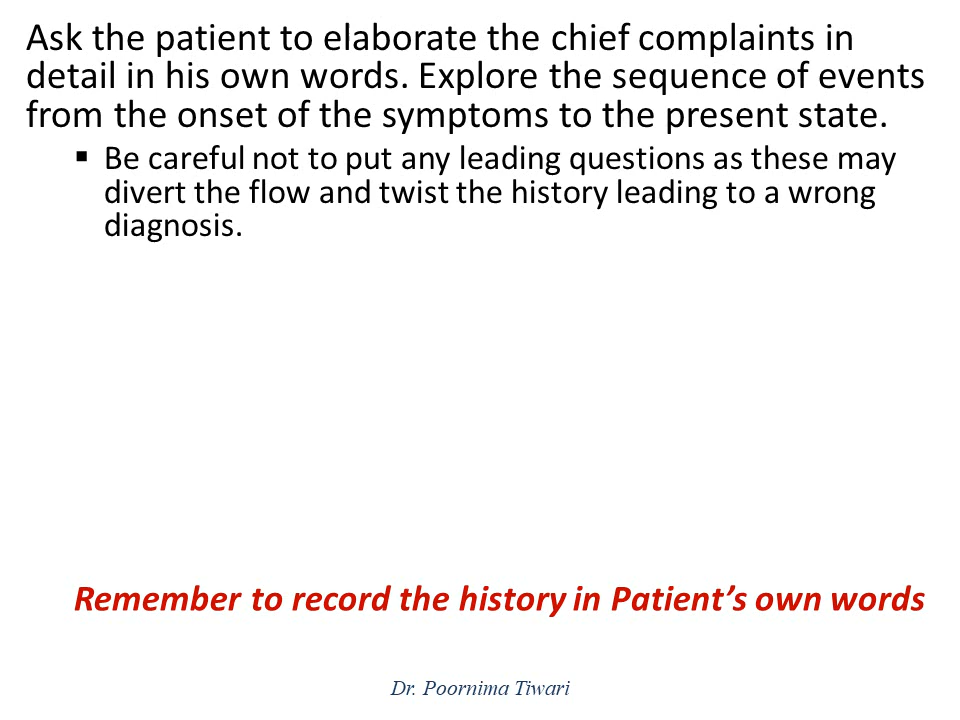 Ask the patient to elaborate the chief complaints in
detail in his own words. Explore the sequence of events
from the onset of the symptoms to the present state.
▪ Be careful not to put any leading questions as these may
divert the flow and twist the history leading to a wrong
diagnosis.
Remember to record the history in Patient’s own words
Dr. Poornima Tiwari